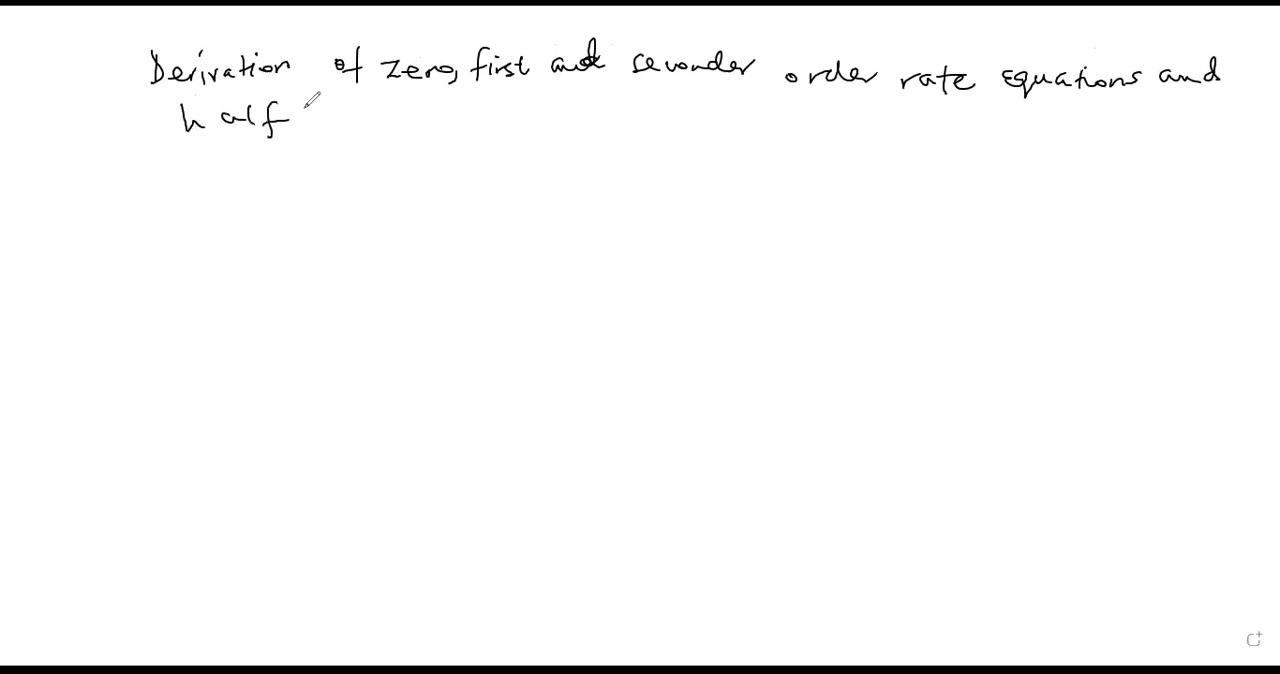 Derivation of zero, first and seconder order rate equations and
half